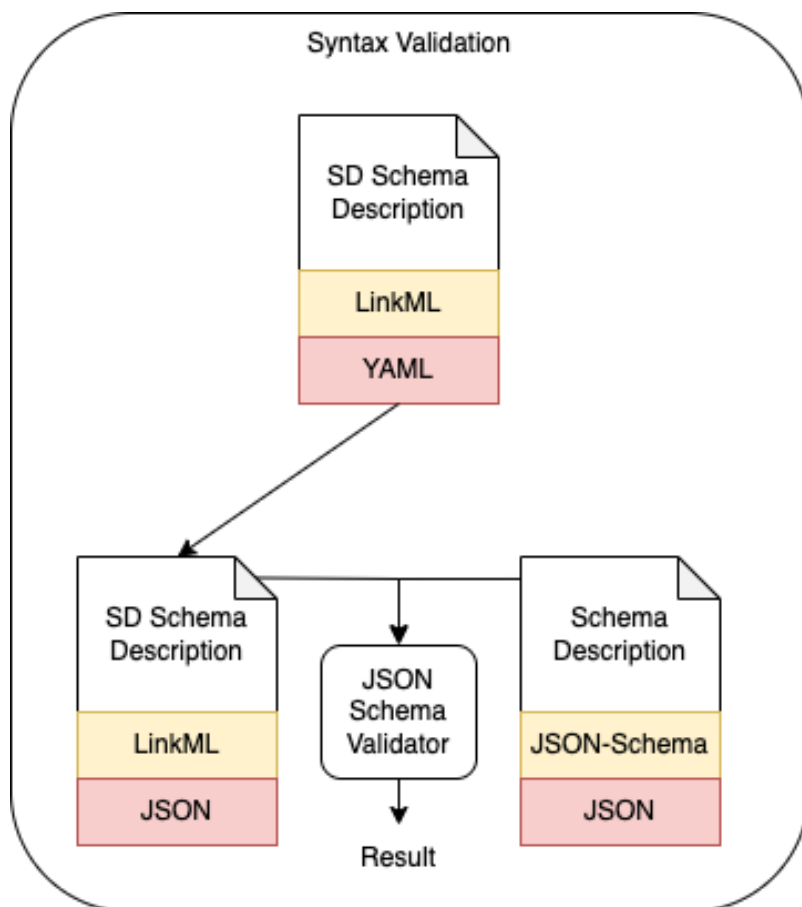 Syntax Validation
SD Schema
Description
LinkML
YAML
SD Schema
Description
LinkML
JSON
JSON
Schema
Validator
Result
Schema
Description
JSON-Schema
JSON